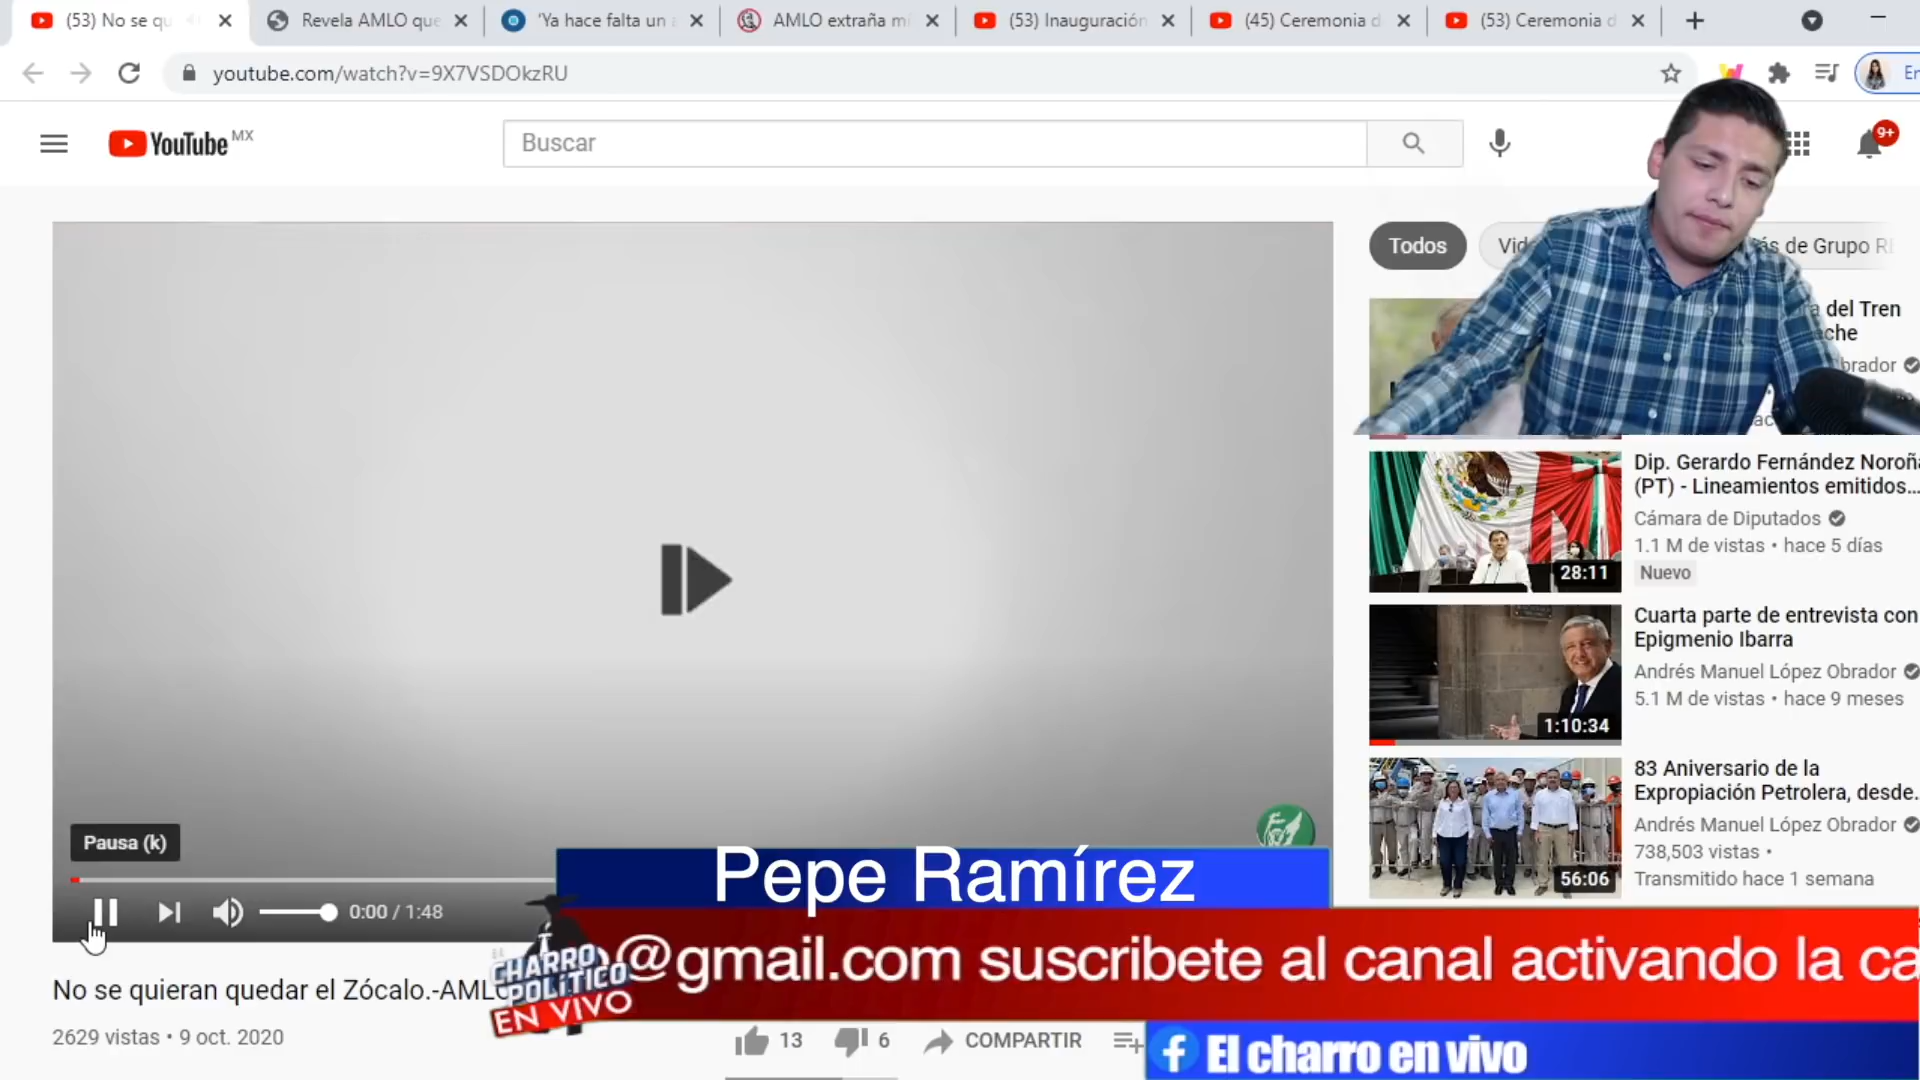 (53) No se qu
Revela AMLO que
'Ya hace falta un a
AMLO extraña mi
(53) Inauguración
(45) Ceremonia d
(53) Ceremonia d
youtube.com/watch?v=9X7VSDOkzRU
YouTube MX
Buscar
9+
Todos
de Grupo
del Tren
Dip. Gerardo Fernández Noroña
(PT) - Lineamientos emitidos...
Cámara de Diputados
1.1 M de vistas • hace 5 días
28:11
Nuevo
Cuarta parte de entrevista con
Epigmenio Ibarra
Andrés Manuel López Obrador
5.1 M de vistas • hace 9 meses
1:10:34
83 Aniversario de la
Expropiación Petrolera, desde...
Andrés Manuel López Obrador
738,503 vistas •
Transmitido hace 1 semana
56:06
Pausa (k)
0:00 / 1:48
Pepe Ramírez
@gmail.com suscribete al canal activando la ca
CHARRO
POLÍTICO
EN VIVO
No se quieran quedar el Zócalo.-AMLO
2629 vistas • 9 oct. 2020
13
6
COMPARTIR
El charro en vivo